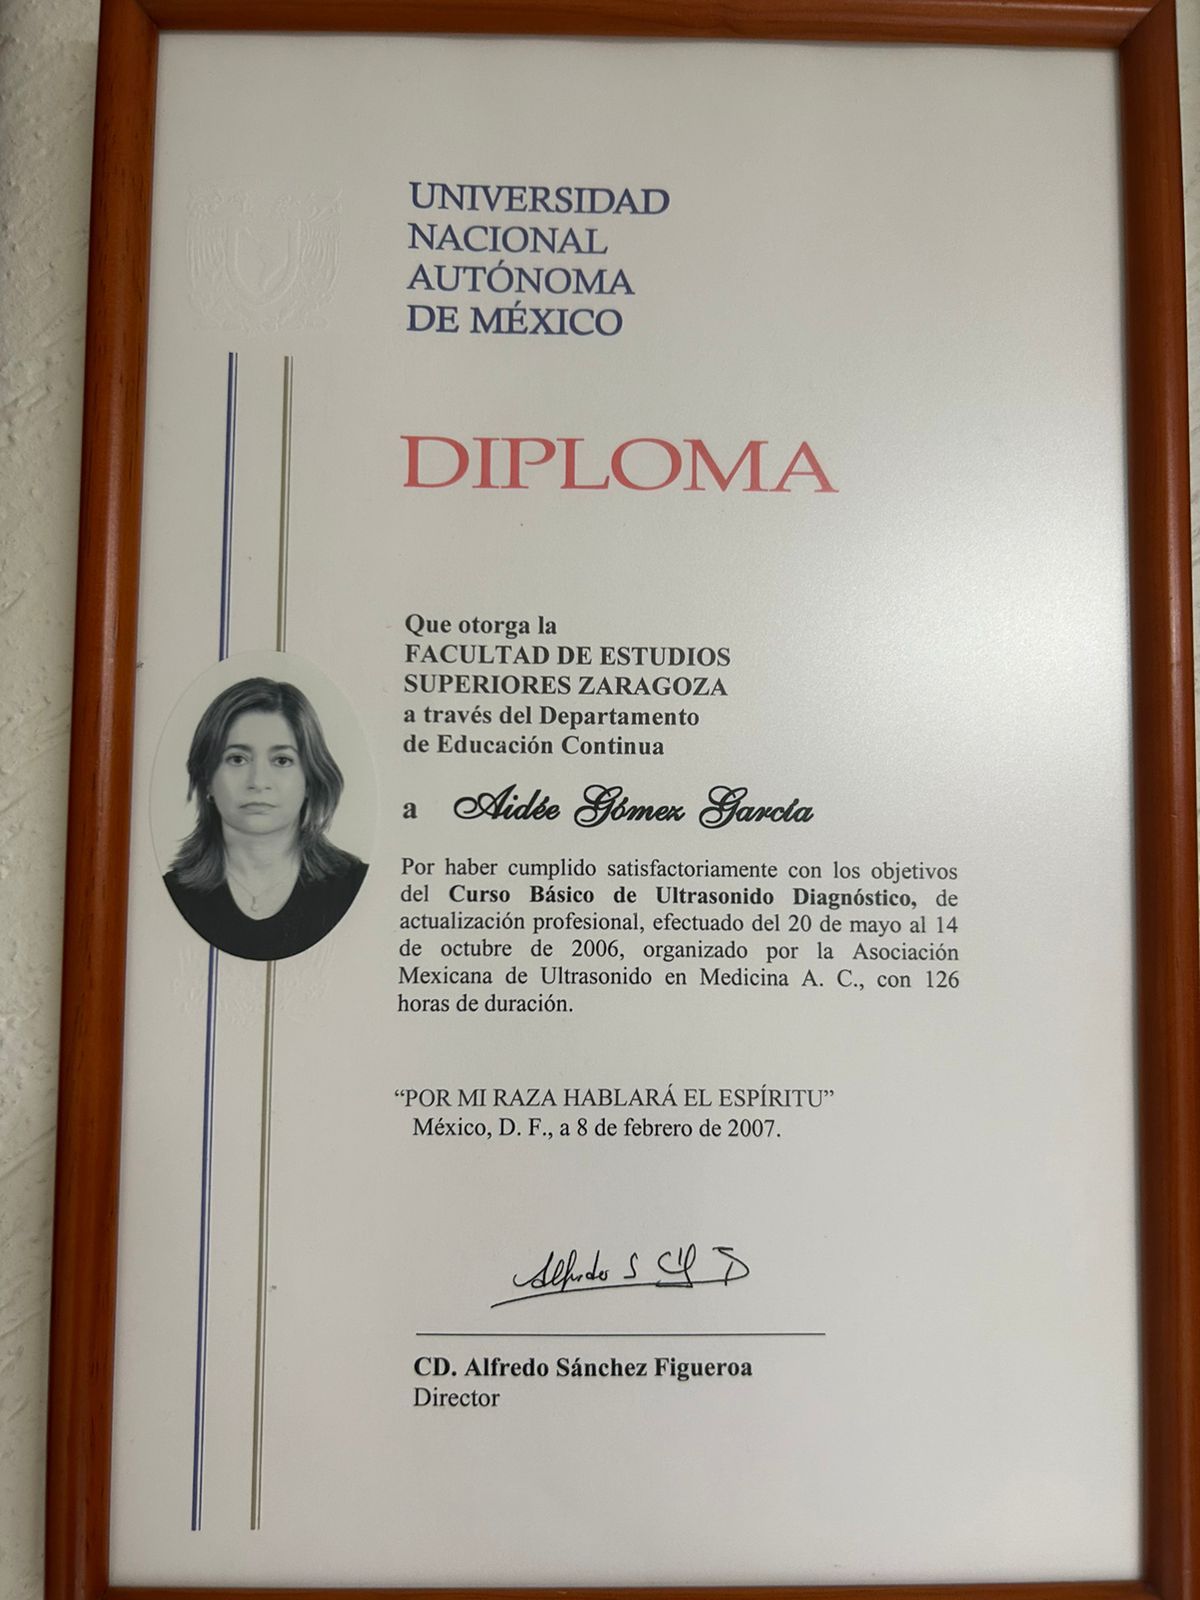 UNIVERSIDAD
NACIONAL
AUTÓNOMA
DE MÉXICO
DIPLOMA
Que otorga la
FACULTAD DE ESTUDIOS
SUPERIORES ZARAGOZA
a través del Departamento
de Educación Continua
a Aidée Gómez García
Por haber cumplido satisfactoriamente con los objetivos
del Curso Básico de Ultrasonido Diagnóstico, de
actualización profesional, efectuado del 20 de mayo al 14
de octubre de 2006, organizado por la Asociación
Mexicana de Ultrasonido en Medicina A. C., con 126
horas de duración.
“POR MI RAZA HABLARÁ EL ESPÍRITU”
México, D. F., a 8 de febrero de 2007.
Alfredo S
CD. Alfredo Sánchez Figueroa
Director